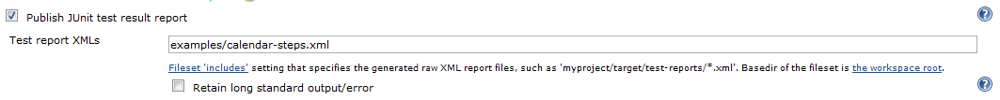 Publish JUnit test result report
Test report XMLs
examples/calendar-steps.xml
Fileset 'includes' setting that specifies the generated raw XML report files, such as 'myproject/target/test-reports/*.xml'. Basedir of the fileset is the workspace root.
Retain long standard output/error